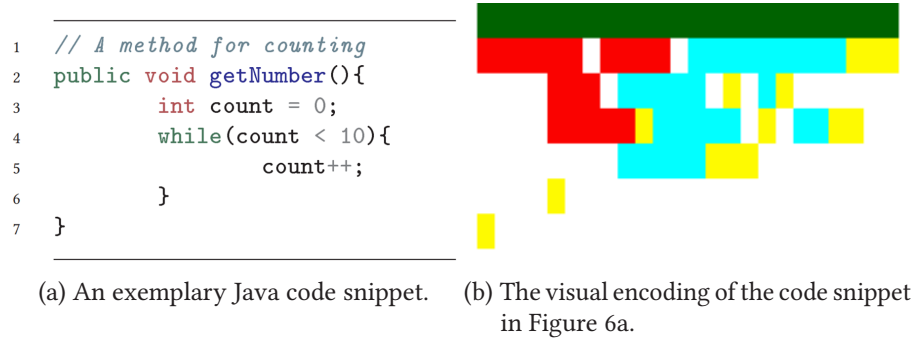 1 // A method for counting
2 public void getNumber(){
3 int count = 0;
4 while(count < 10){
5 count++;
6 }
7 }
(a) An exemplary Java code snippet.
(b) The visual encoding of the code snippet
in Figure 6a.